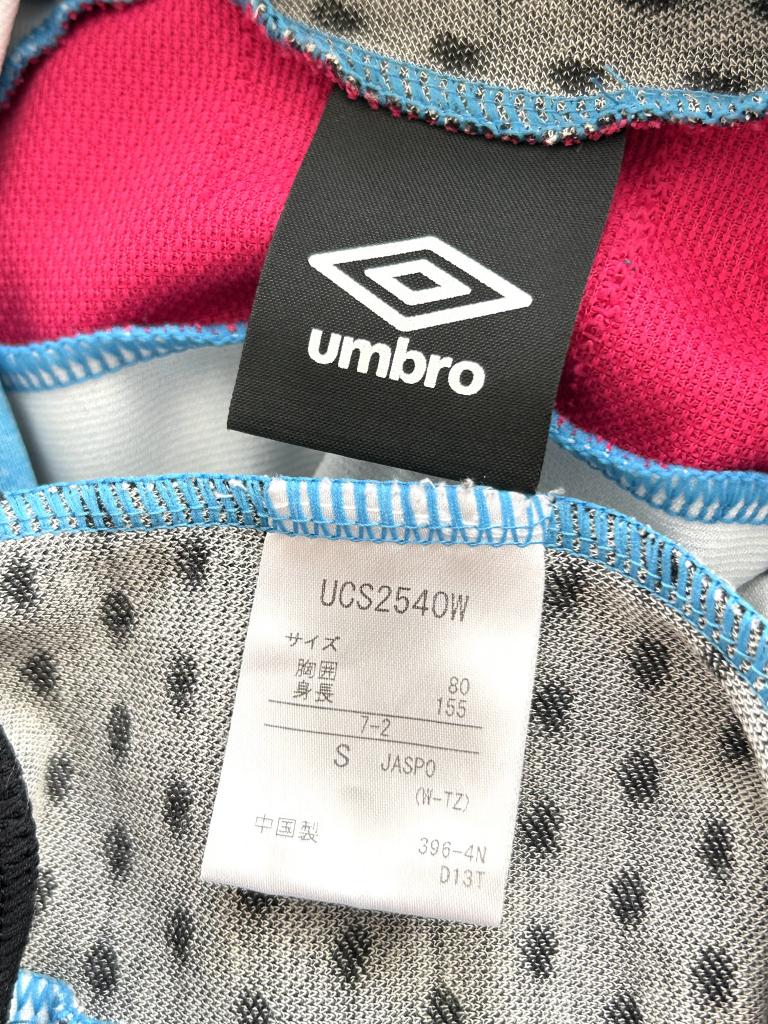 umbro
UCS2540W
サイズ
胸囲 80
身長 155
7-2
S JASPO
(W-TZ)
中国製
396-4N
D13T